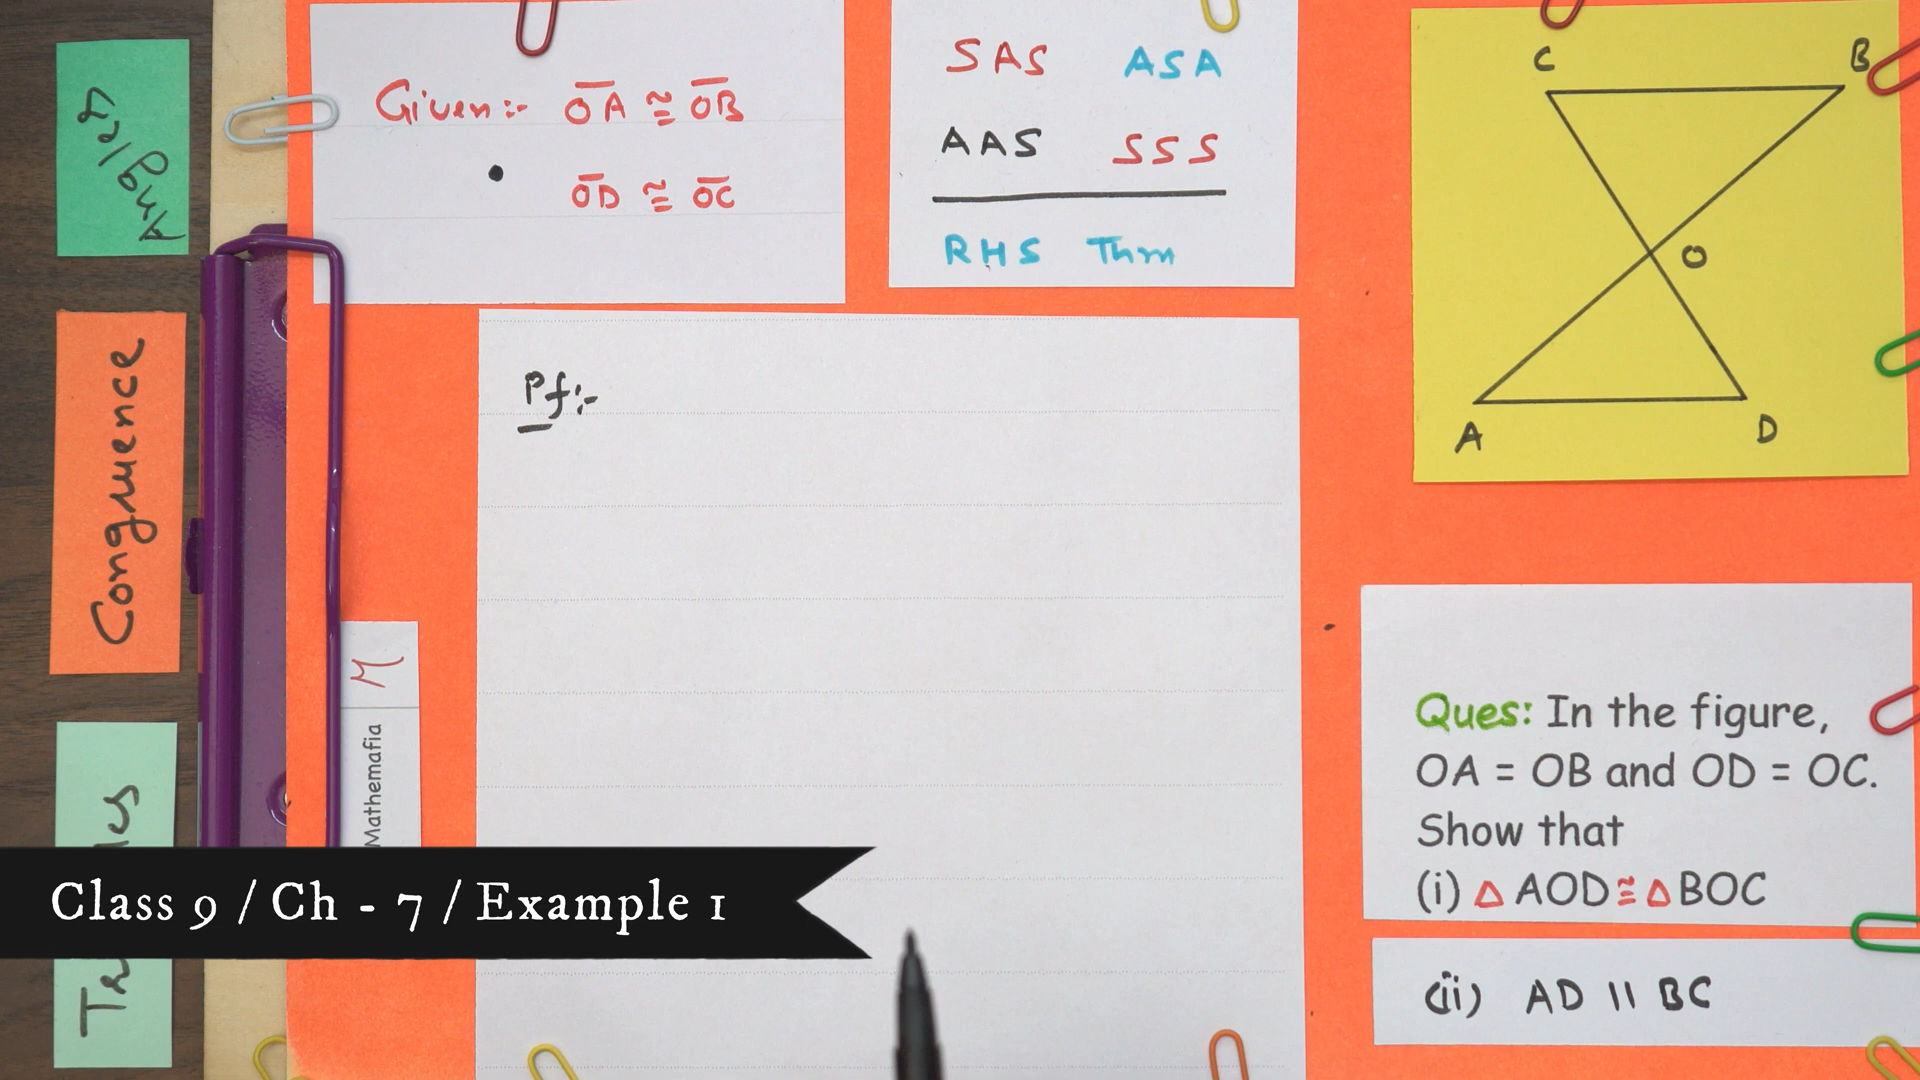 Angles
Congruence
Given:- OA ≅ OB
OD ≅ OC
SAS ASA
AAS SSS
RHS Thm
C B
O
A D
Pf:-
M
Mathemafia
Ques: In the figure,
OA = OB and OD = OC.
Show that
(i) △ AOD ≅ △ BOC
(ii) AD || BC
Class 9 / Ch - 7 / Example 1